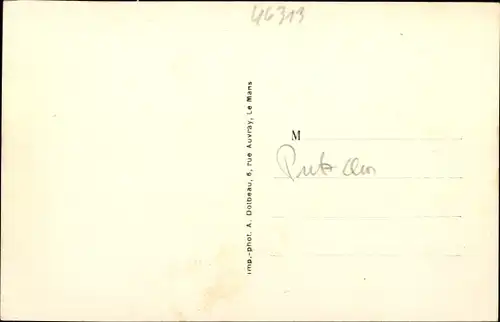 46313
Imp.-phot. A. Dolbeau, 6, rue Auvray, Le Mans
M